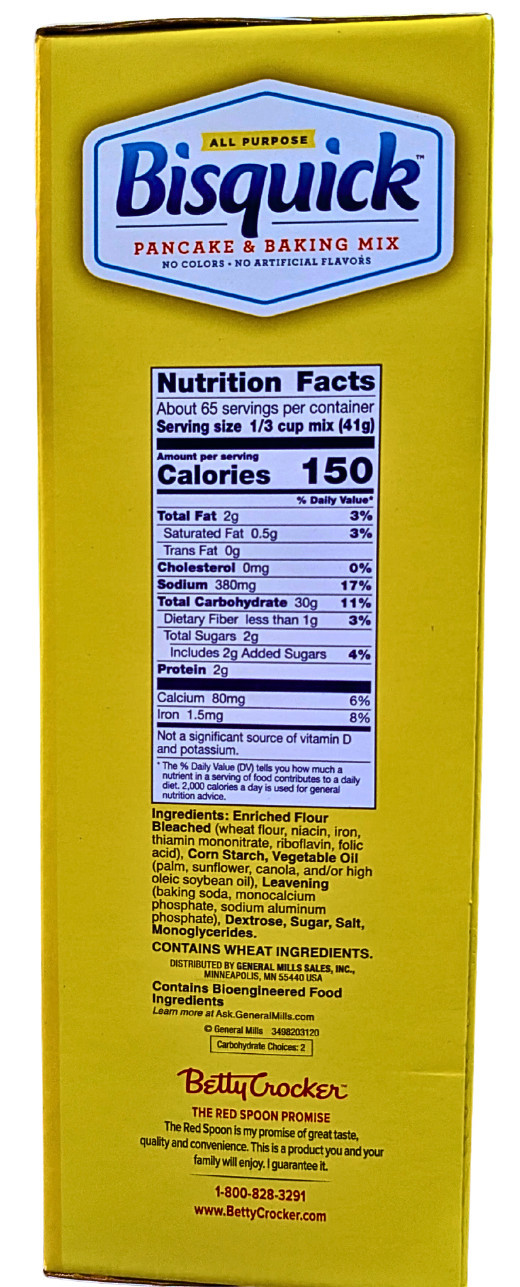 ALL PURPOSE
Bisquick™
PANCAKE & BAKING MIX
NO COLORS • NO ARTIFICIAL FLAVORS
Nutrition Facts
About 65 servings per container
Serving size 1/3 cup mix (41g)
Amount per serving
Calories 150
% Daily Value*
Total Fat 2g 3%
Saturated Fat 0.5g 3%
Trans Fat 0g
Cholesterol 0mg 0%
Sodium 380mg 17%
Total Carbohydrate 30g 11%
Dietary Fiber less than 1g 3%
Total Sugars 2g
Includes 2g Added Sugars 4%
Protein 2g
Calcium 80mg 6%
Iron 1.5mg 8%
Not a significant source of vitamin D
and potassium.
* The % Daily Value (DV) tells you how much a
nutrient in a serving of food contributes to a daily
diet. 2,000 calories a day is used for general
nutrition advice.
Ingredients: Enriched Flour
Bleached (wheat flour, niacin, iron,
thiamin mononitrate, riboflavin, folic
acid), Corn Starch, Vegetable Oil
(palm, sunflower, canola, and/or high
oleic soybean oil), Leavening
(baking soda, monocalcium
phosphate, sodium aluminum
phosphate), Dextrose, Sugar, Salt,
Monoglycerides.
CONTAINS WHEAT INGREDIENTS.
DISTRIBUTED BY GENERAL MILLS SALES, INC.,
MINNEAPOLIS, MN 55440 USA
Contains Bioengineered Food
Ingredients
Learn more at Ask.GeneralMills.com
© General Mills 3498203120
Carbohydrate Choices: 2
Betty Crocker™
THE RED SPOON PROMISE
The Red Spoon is my promise of great taste,
quality and convenience. This is a product you and your
family will enjoy. I guarantee it.
1-800-828-3291
www.BettyCrocker.com